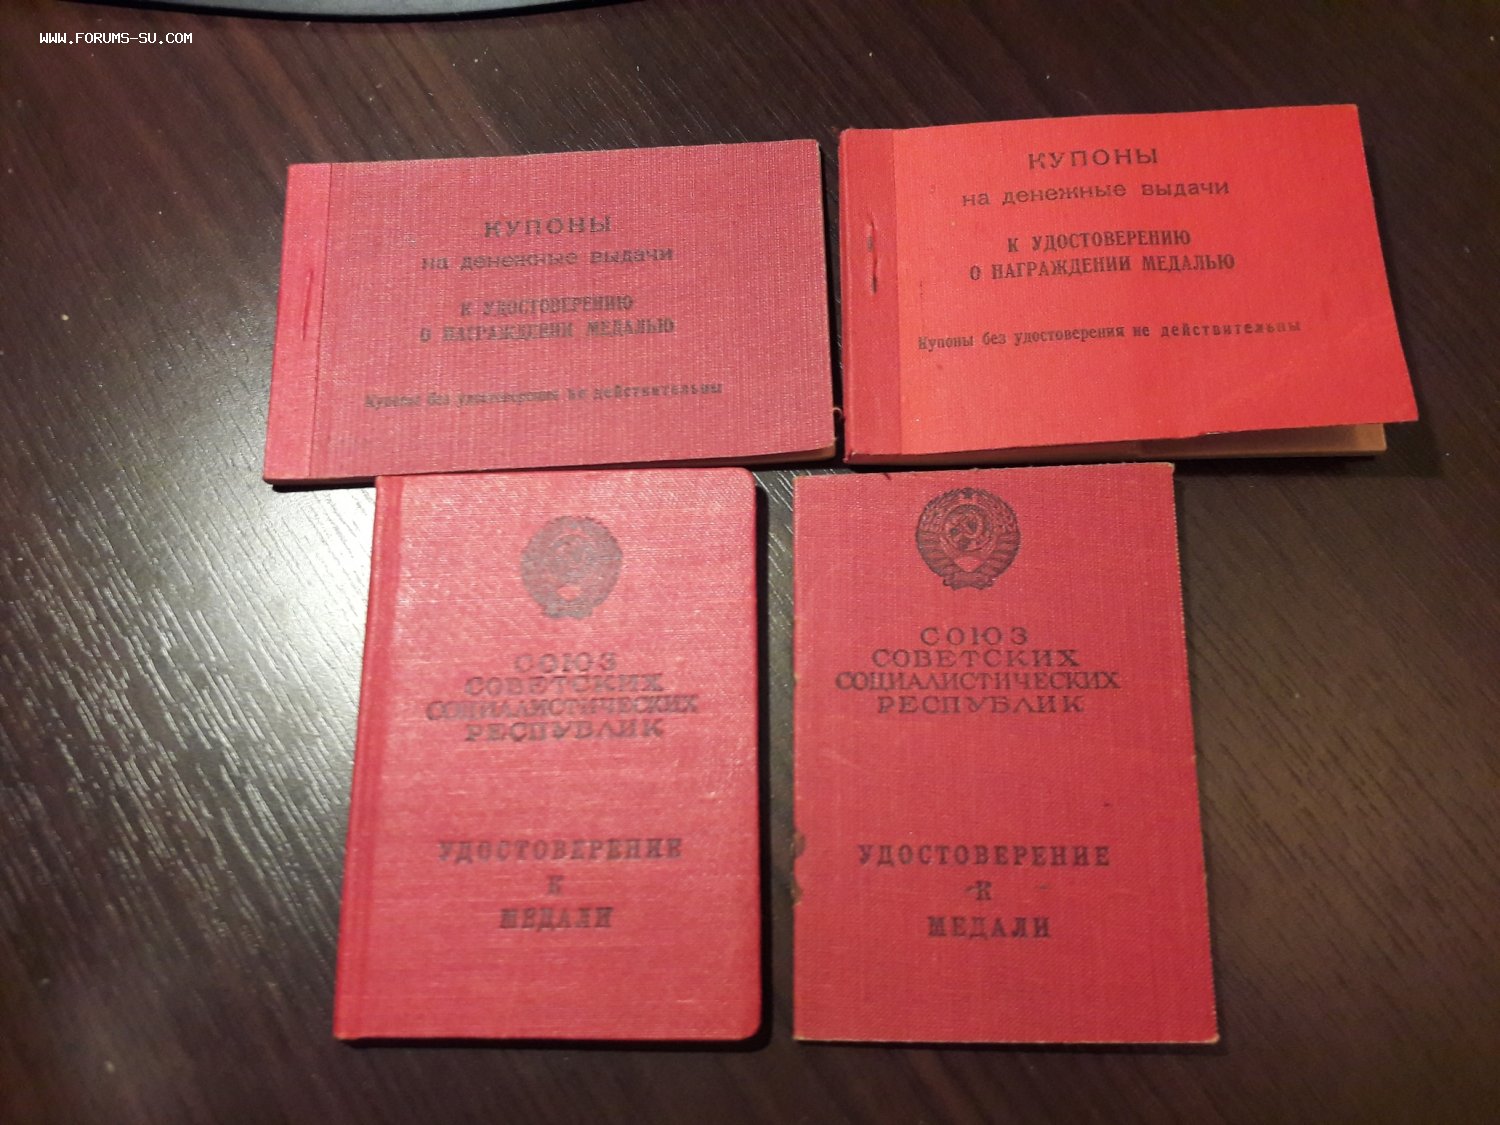 WWW.FORUMS-SU.COM
КУПОНЫ
на денежные выдачи
К УДОСТОВЕРЕНИЮ
О НАГРАЖДЕНИИ МЕДАЛЬЮ
Купоны без удостоверения не действительны
КУПОНЫ
на денежные выдачи
К УДОСТОВЕРЕНИЮ
О НАГРАЖДЕНИИ МЕДАЛЬЮ
Купоны без удостоверения не действительны
СОЮЗ
СОВЕТСКИХ
СОЦИАЛИСТИЧЕСКИХ
РЕСПУБЛИК
УДОСТОВЕРЕНИЕ
К
МЕДАЛИ
СОЮЗ
СОВЕТСКИХ
СОЦИАЛИСТИЧЕСКИХ
РЕСПУБЛИК
УДОСТОВЕРЕНИЕ
К
МЕДАЛИ